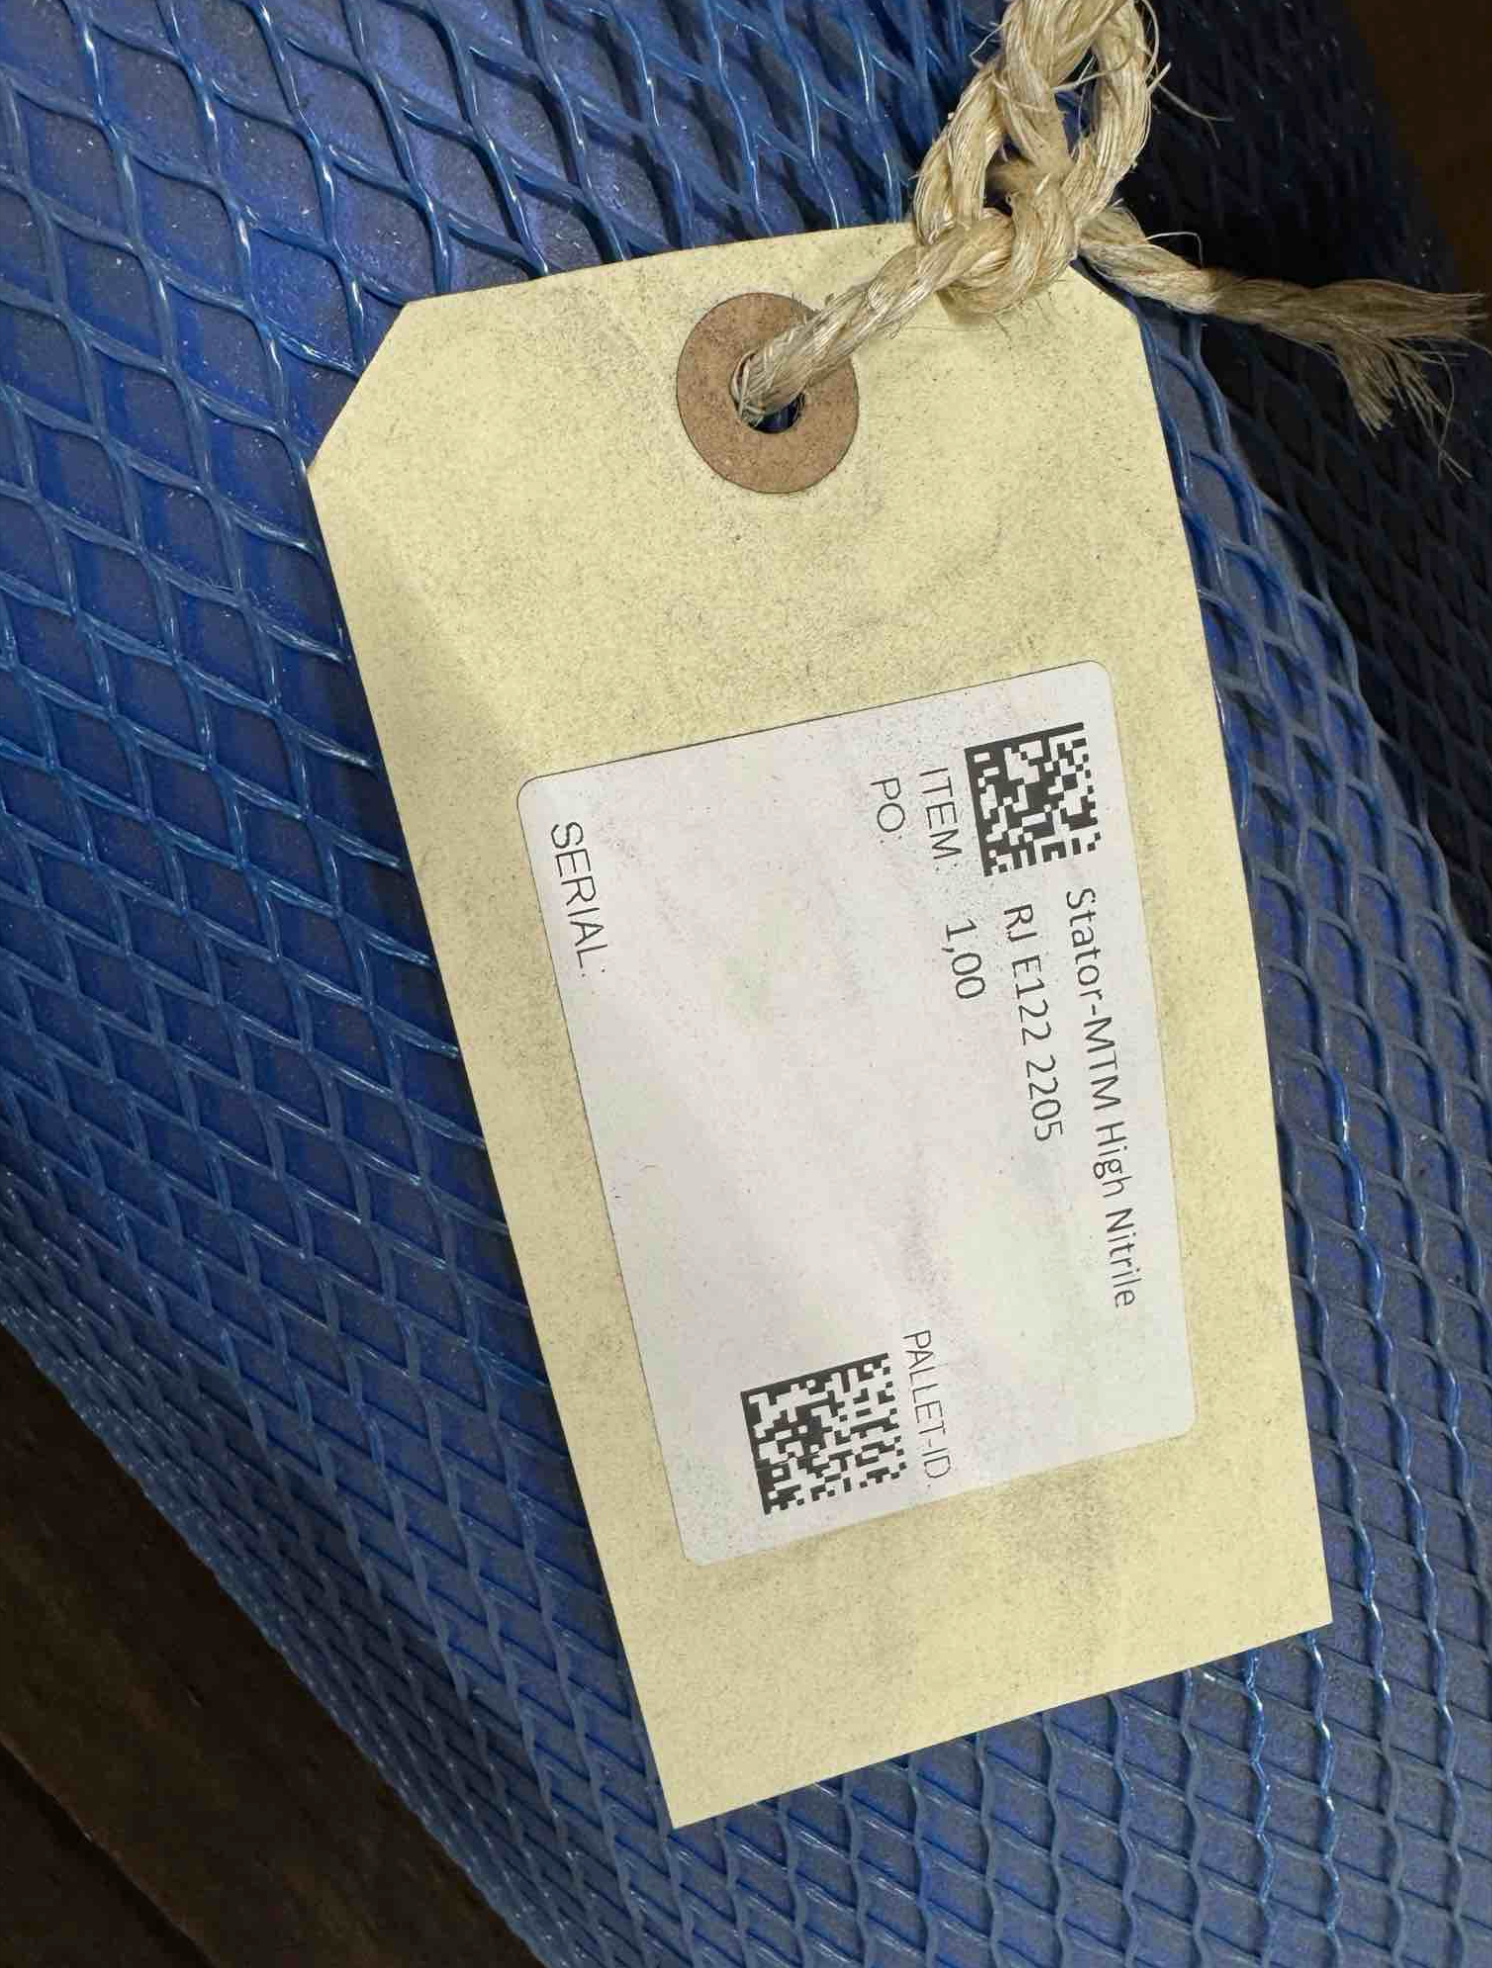 Stator-MTM High Nitrile
RJ E122 2205
ITEM: 1,00
PO:
PALLET-ID
SERIAL: